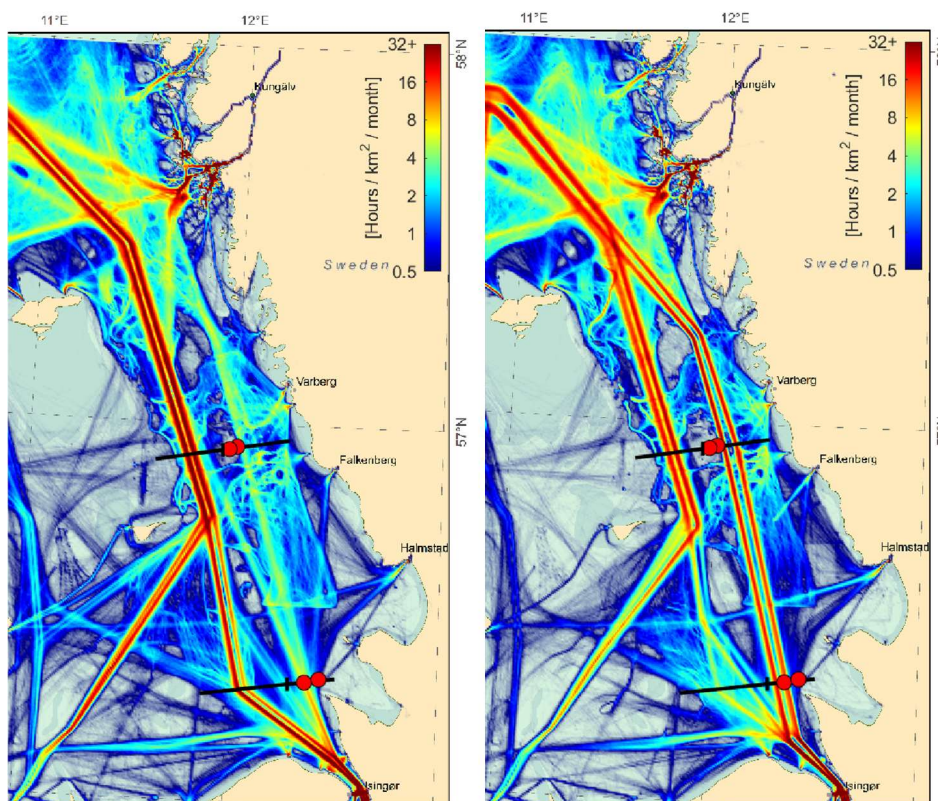 11°E
12°E
32+
16
8
4
2
1
0.5
[Hours / km² / month]
58°N
Kungälv
Sweden
Varberg
57°N
Falkenberg
Halmstad
lsingør
11°E
12°E
32+
16
8
4
2
1
0.5
[Hours / km² / month]
Kungälv
Sweden
Varberg
Falkenberg
Halmstad
lsingør